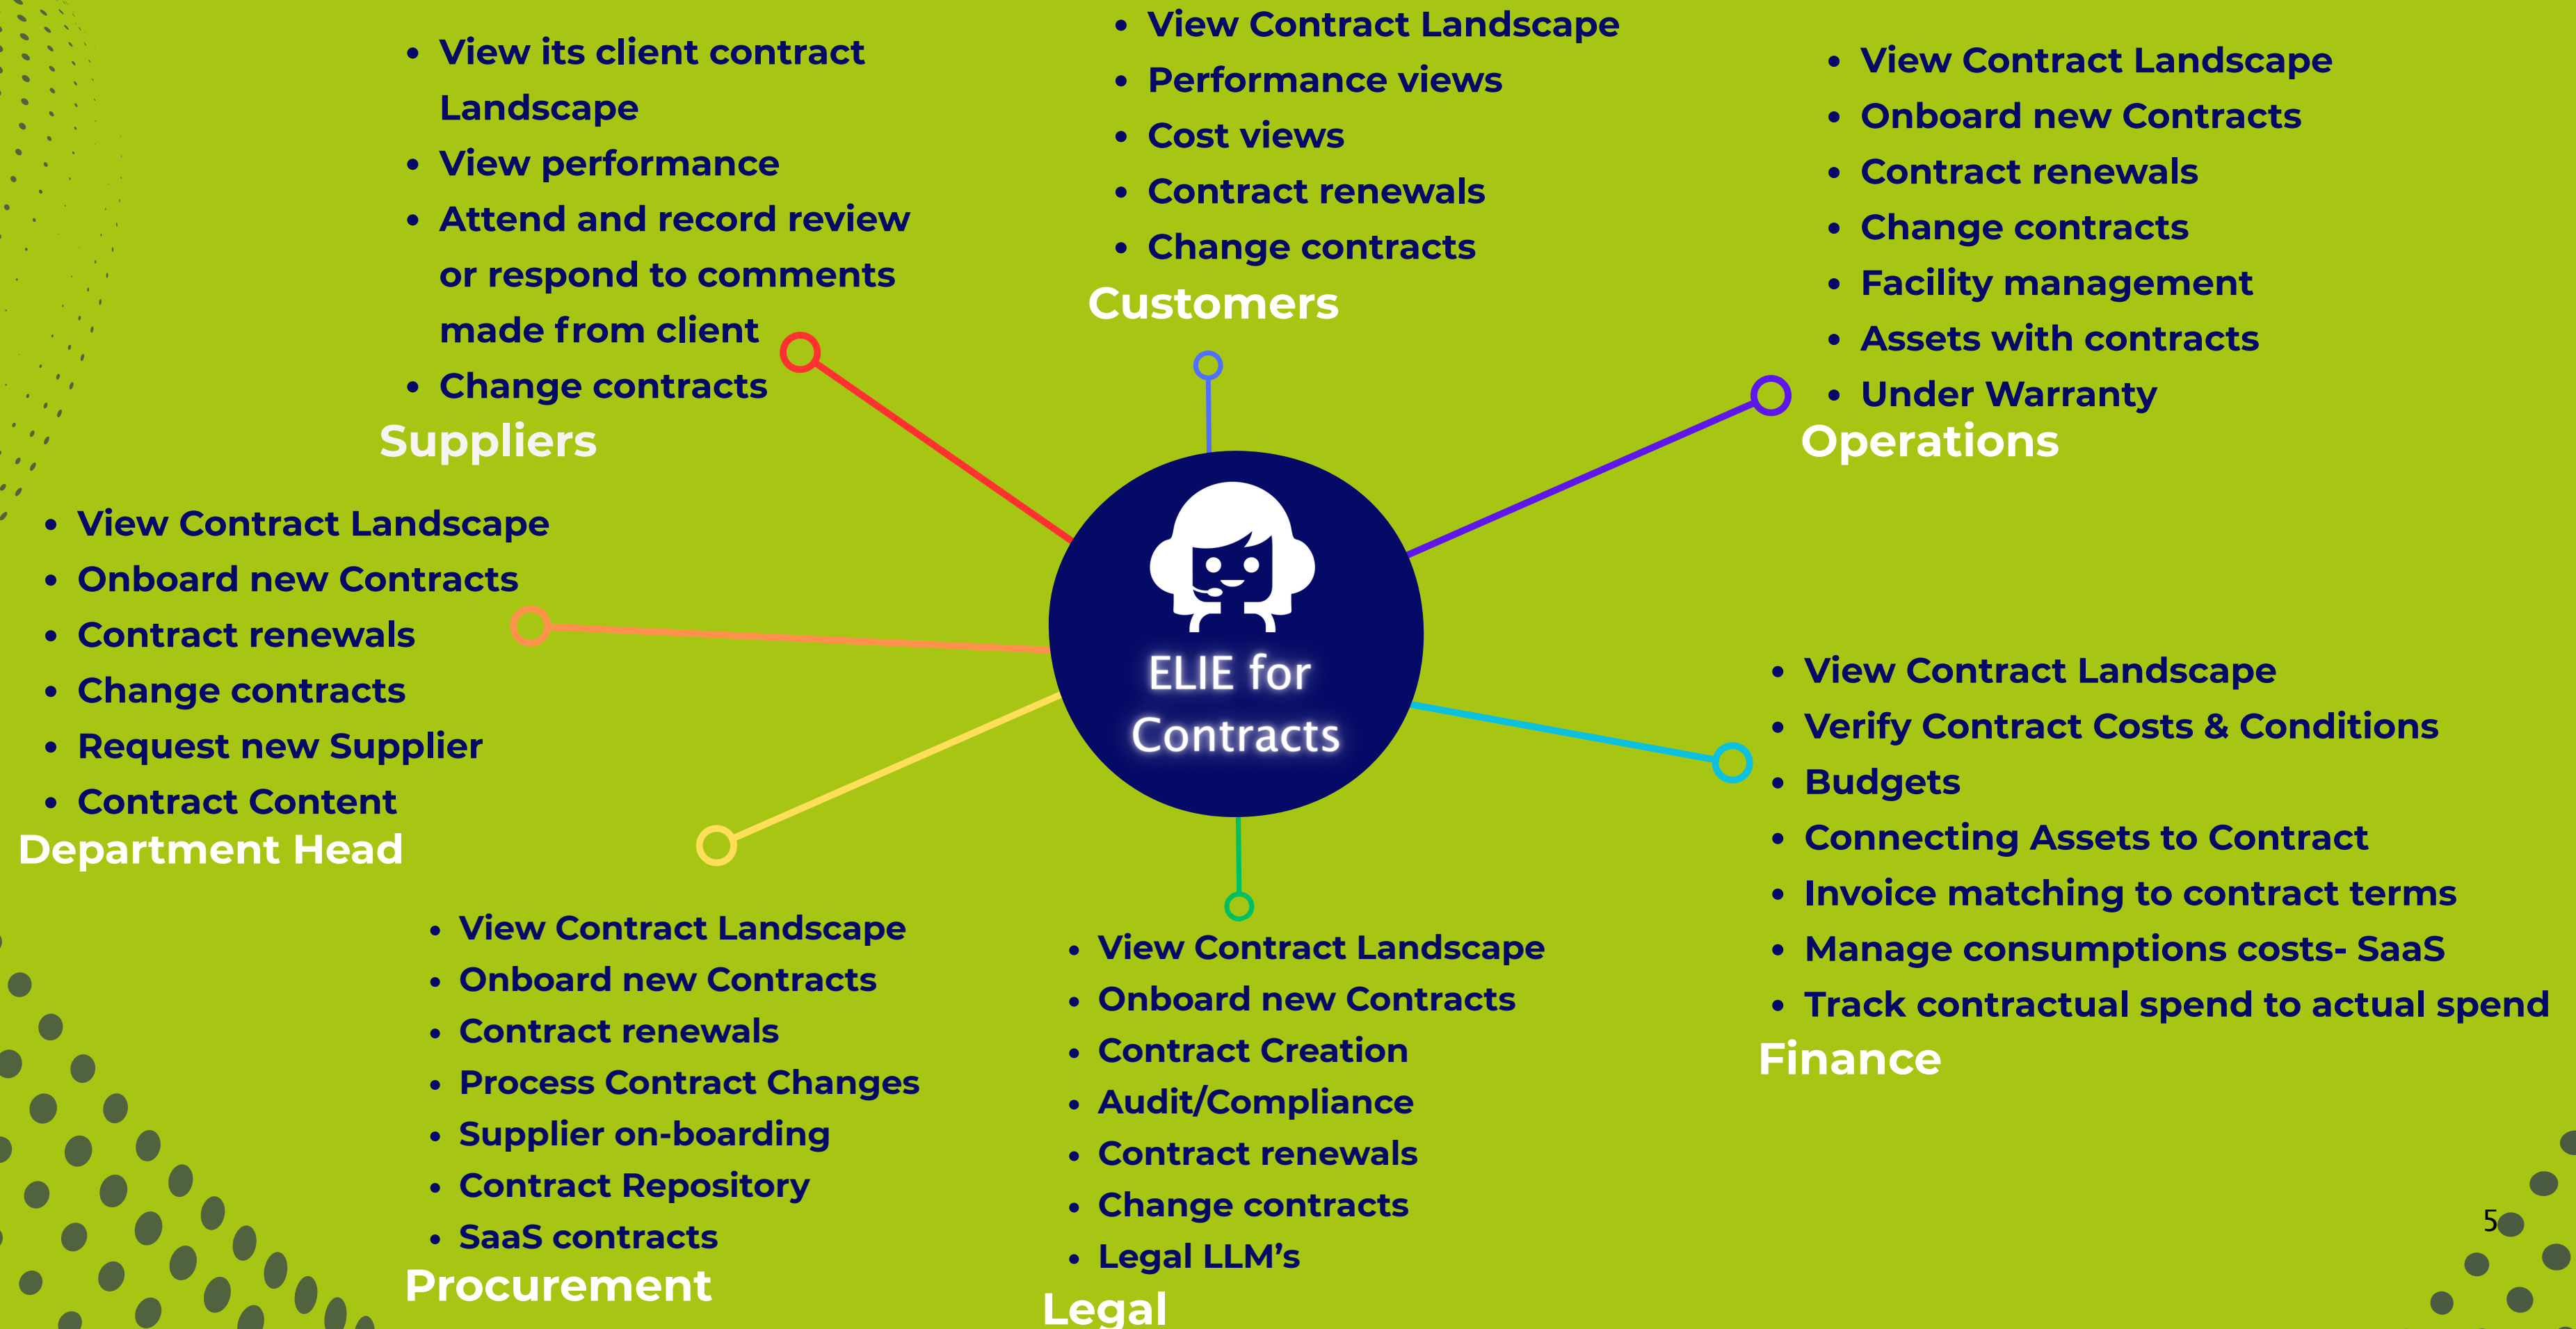 • View its client contract
Landscape
• View performance
• Attend and record review
or respond to comments
made from client
• Change contracts
Suppliers
• View Contract Landscape
• Performance views
• Cost views
• Contract renewals
• Change contracts
Customers
• View Contract Landscape
• Onboard new Contracts
• Contract renewals
• Change contracts
• Facility management
• Assets with contracts
• Under Warranty
Operations
• View Contract Landscape
• Onboard new Contracts
• Contract renewals
• Change contracts
• Request new Supplier
• Contract Content
Department Head
ELIE for
Contracts
• View Contract Landscape
• Verify Contract Costs & Conditions
• Budgets
• Connecting Assets to Contract
• Invoice matching to contract terms
• Manage consumptions costs- SaaS
• Track contractual spend to actual spend
Finance
• View Contract Landscape
• Onboard new Contracts
• Contract renewals
• Process Contract Changes
• Supplier on-boarding
• Contract Repository
• SaaS contracts
Procurement
• View Contract Landscape
• Onboard new Contracts
• Contract Creation
• Audit/Compliance
• Contract renewals
• Change contracts
• Legal LLM’s
Legal
5